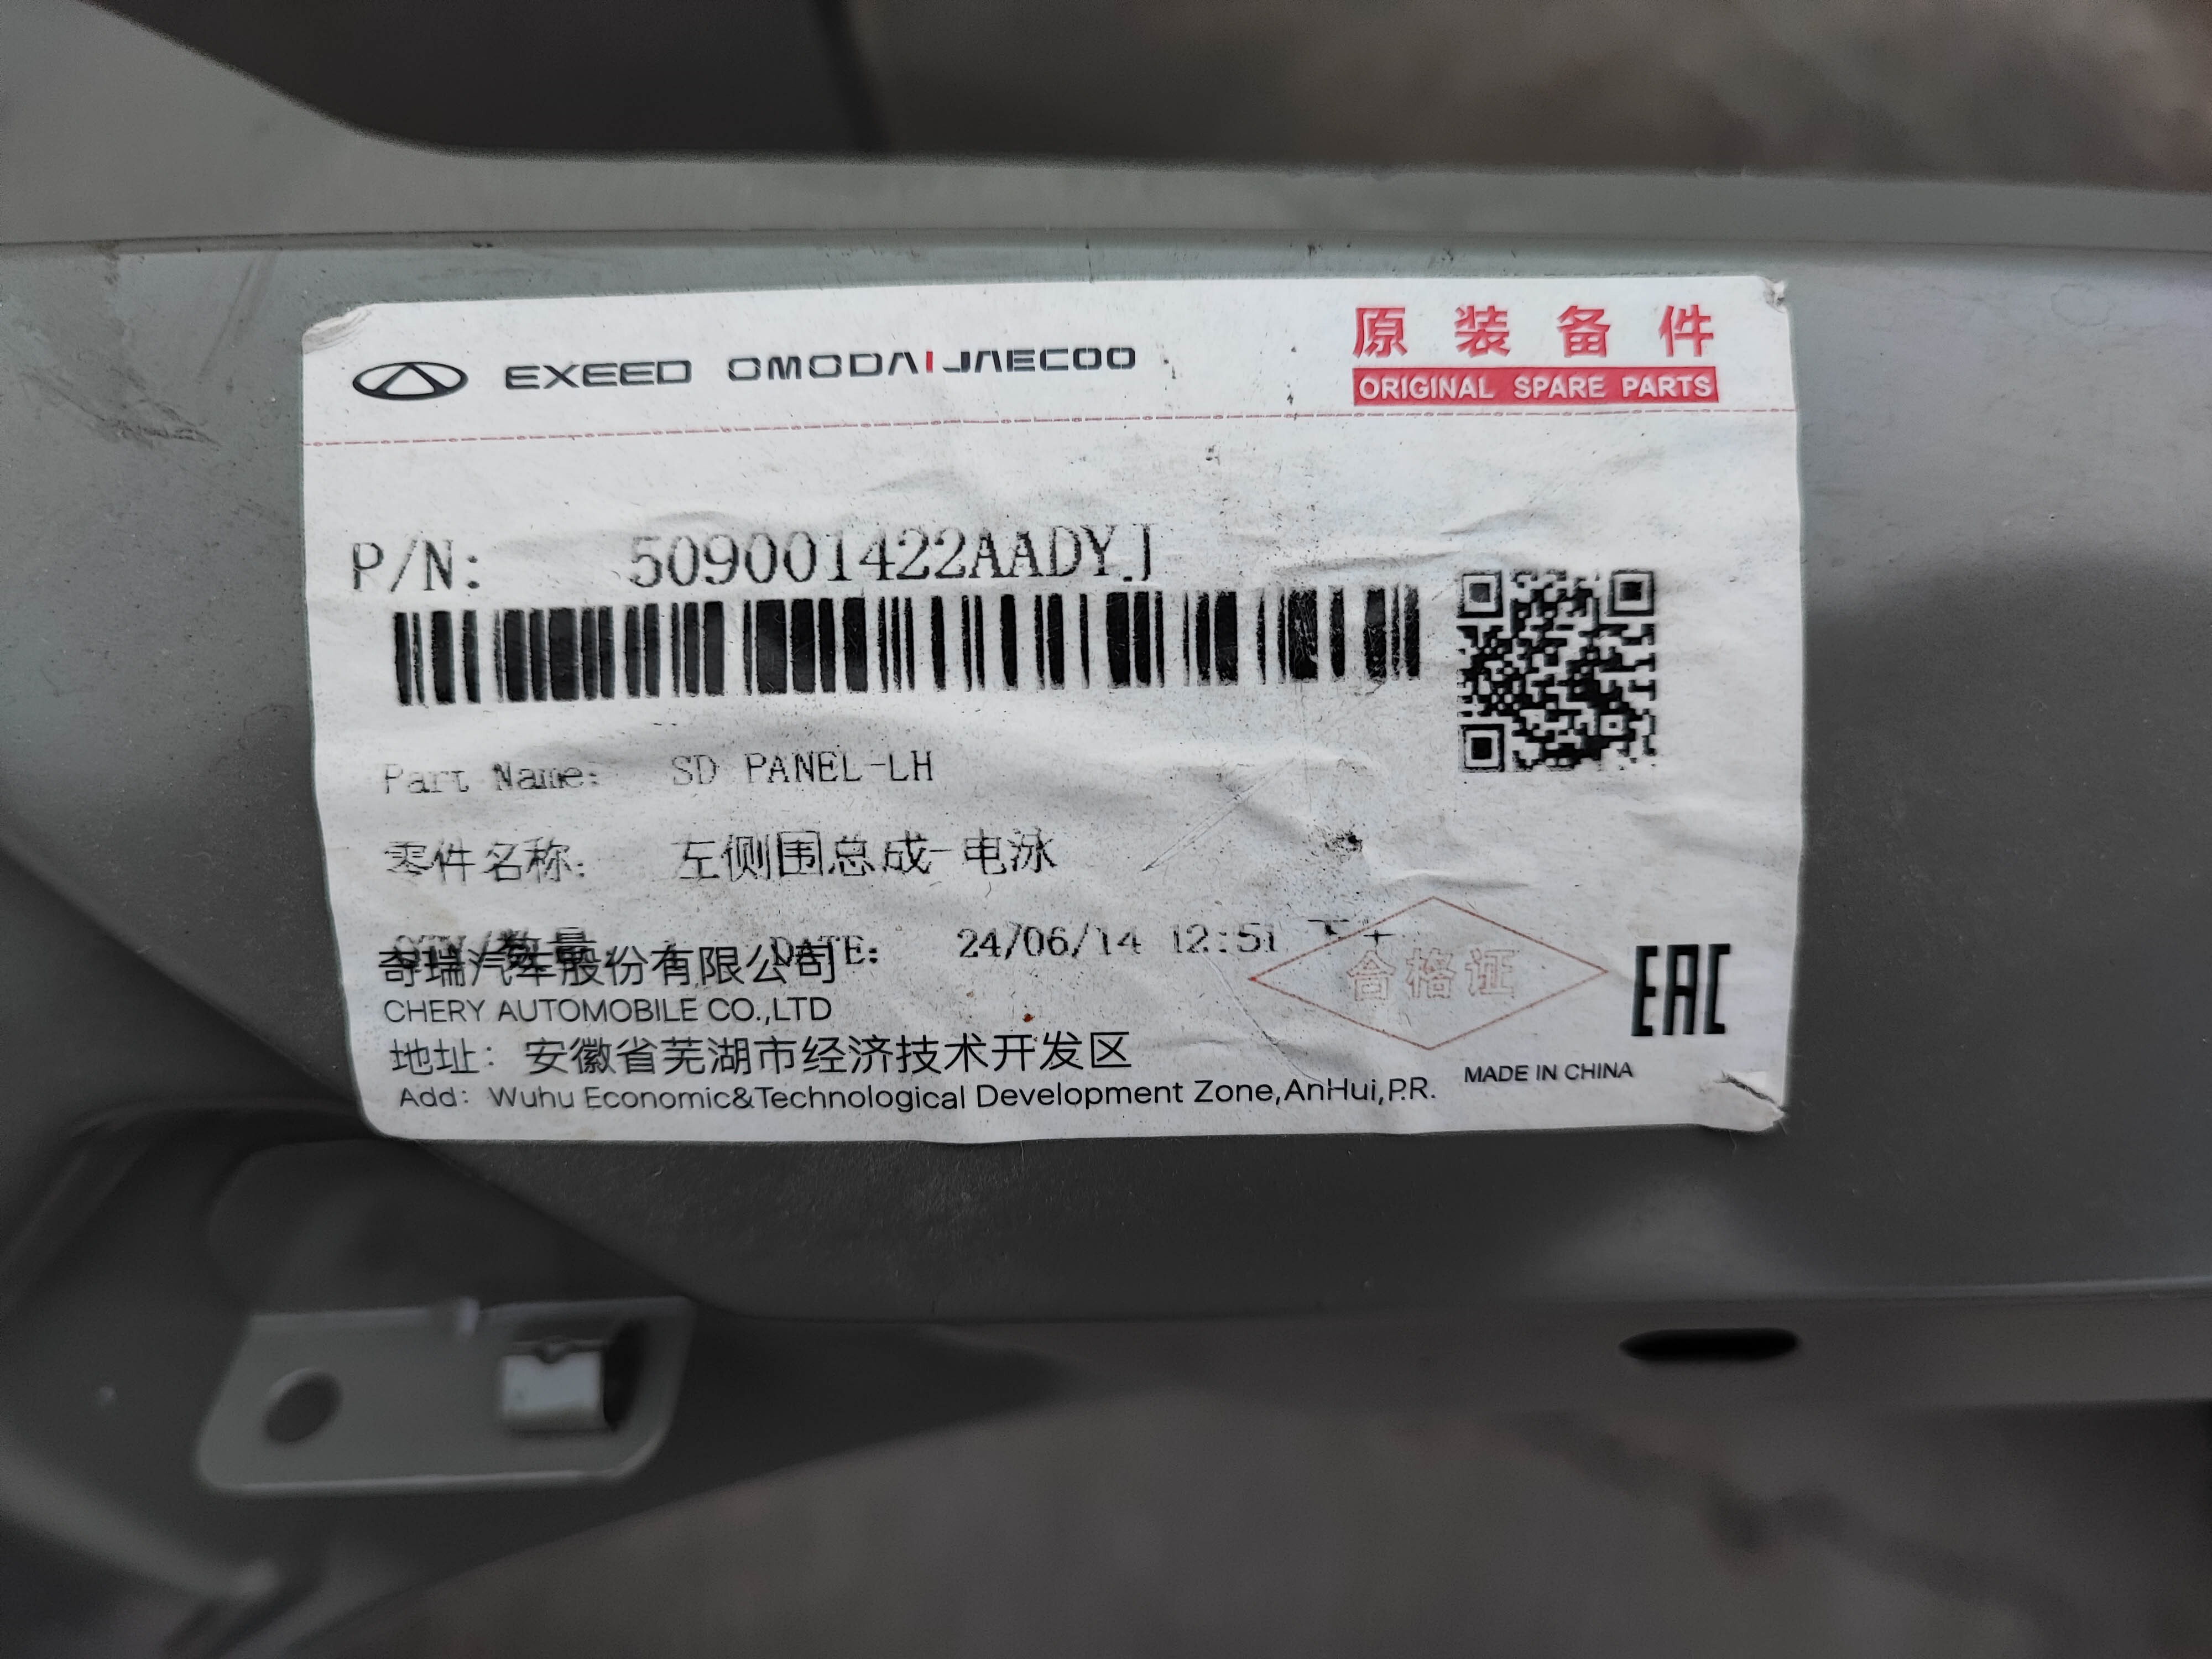 EXEED OMODA|JAECOO
原装备件
ORIGINAL SPARE PARTS
P/N: 509001422AADYJ
Part Name: SD PANEL-LH
零件名称: 左侧围总成-电泳
数量 DATE: 24/06/14 12:51
奇瑞汽车股份有限公司
合格证
EAC
CHERY AUTOMOBILE CO.,LTD
地址: 安徽省芜湖市经济技术开发区
MADE IN CHINA
Add: Wuhu Economic&Technological Development Zone,AnHui,P.R.